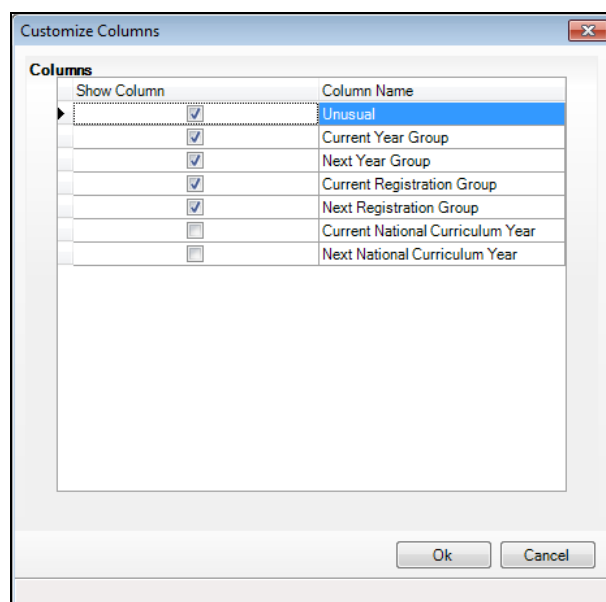 Customize Columns
Columns
Show Column Column Name
Unusual
Current Year Group
Next Year Group
Current Registration Group
Next Registration Group
Current National Curriculum Year
Next National Curriculum Year
Ok Cancel